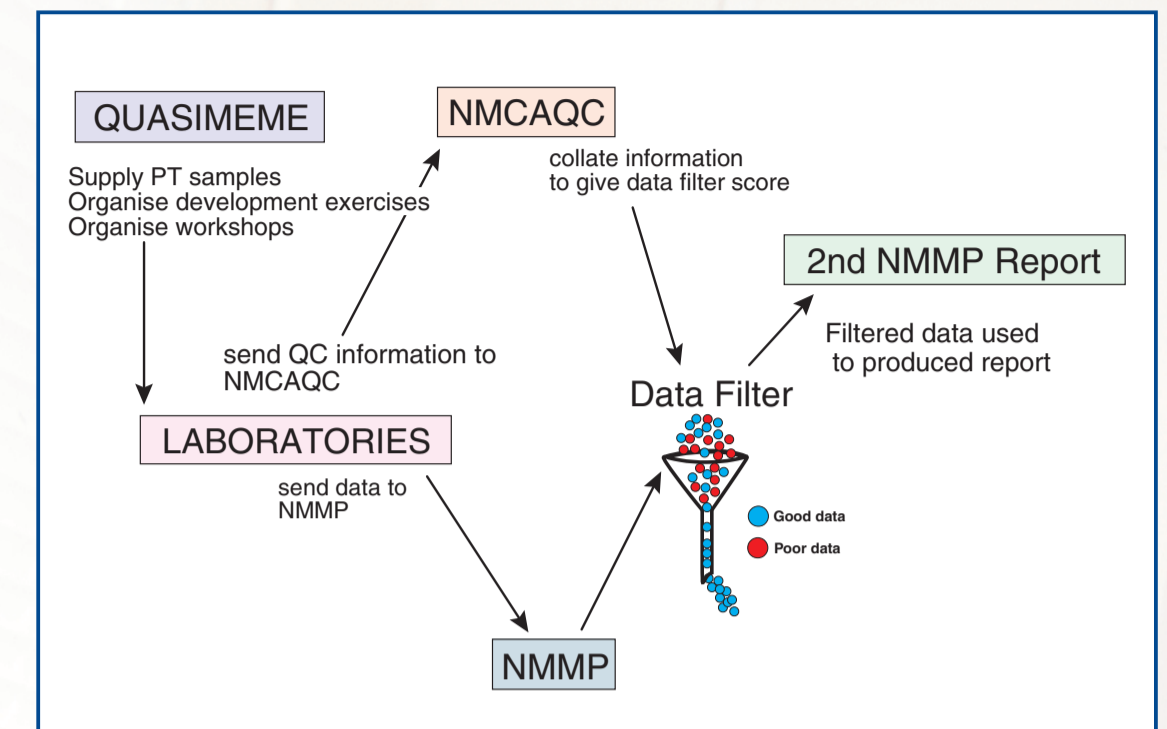 QUASIMEME
Supply PT samples
Organise development exercises
Organise workshops
NMCAQC
collate information
to give data filter score
2nd NMMP Report
Filtered data used
to produced report
send QC information to
NMCAQC
Data Filter
LABORATORIES
send data to
NMMP
Good data
Poor data
NMMP